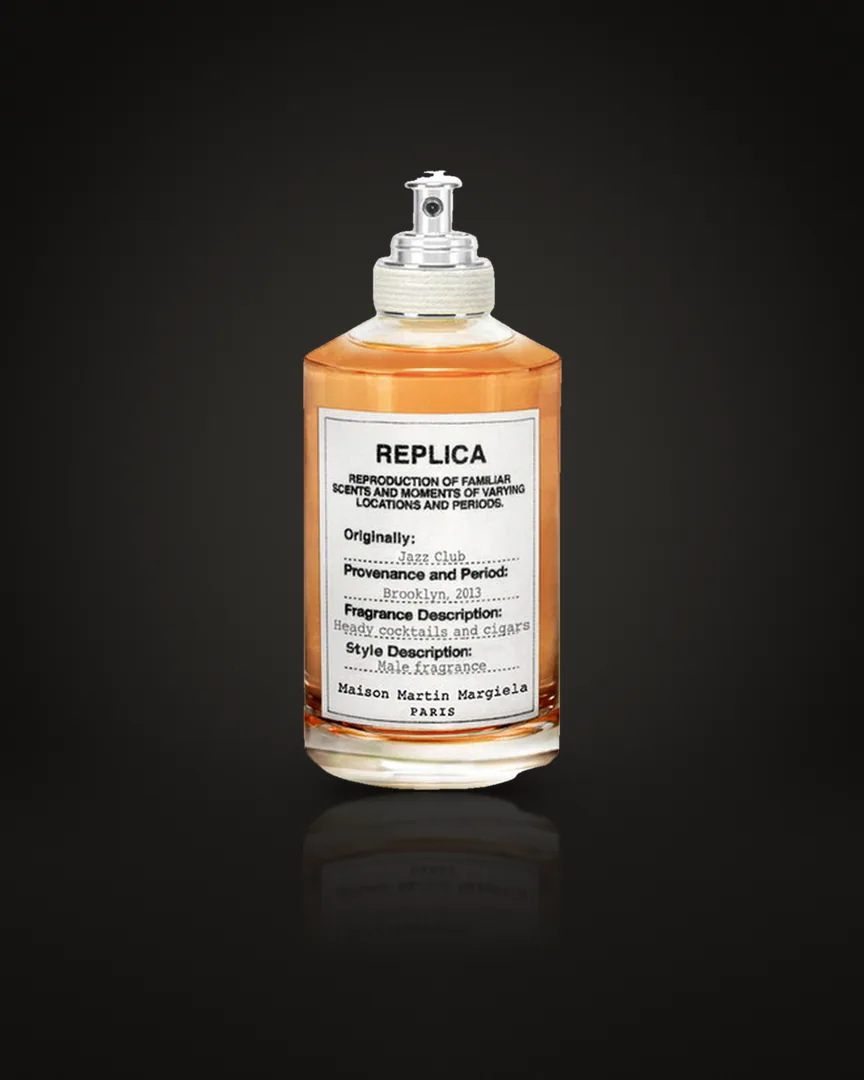 REPLICA
REPRODUCTION OF FAMILIAR
SCENTS AND MOMENTS OF VARYING
LOCATIONS AND PERIODS.
Originally:
Jazz Club
Provenance and Period:
Brooklyn, 2013
Fragrance Description:
Heady cocktails and cigars
Style Description:
Male fragrance
Maison Martin Margiela
PARIS